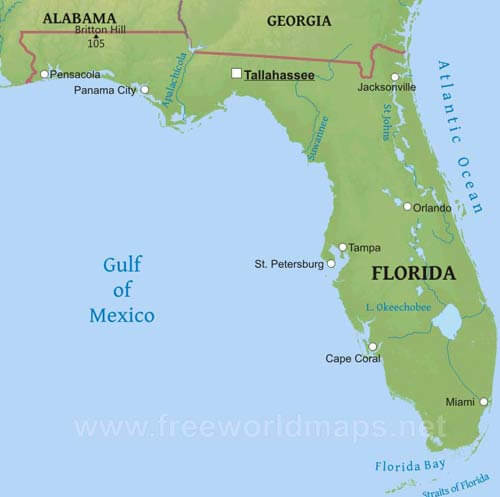 ALABAMA
GEORGIA
Britton Hill
105
Pensacola
Panama City
Apalachicola
Tallahassee
Suwannee
Jacksonville
St Johns
Atlantic Ocean
Orlando
Tampa
St. Petersburg
FLORIDA
Gulf
of
Mexico
L. Okeechobee
Cape Coral
Miami
www.freeworldmaps.net
Florida Bay
Straits of Florida